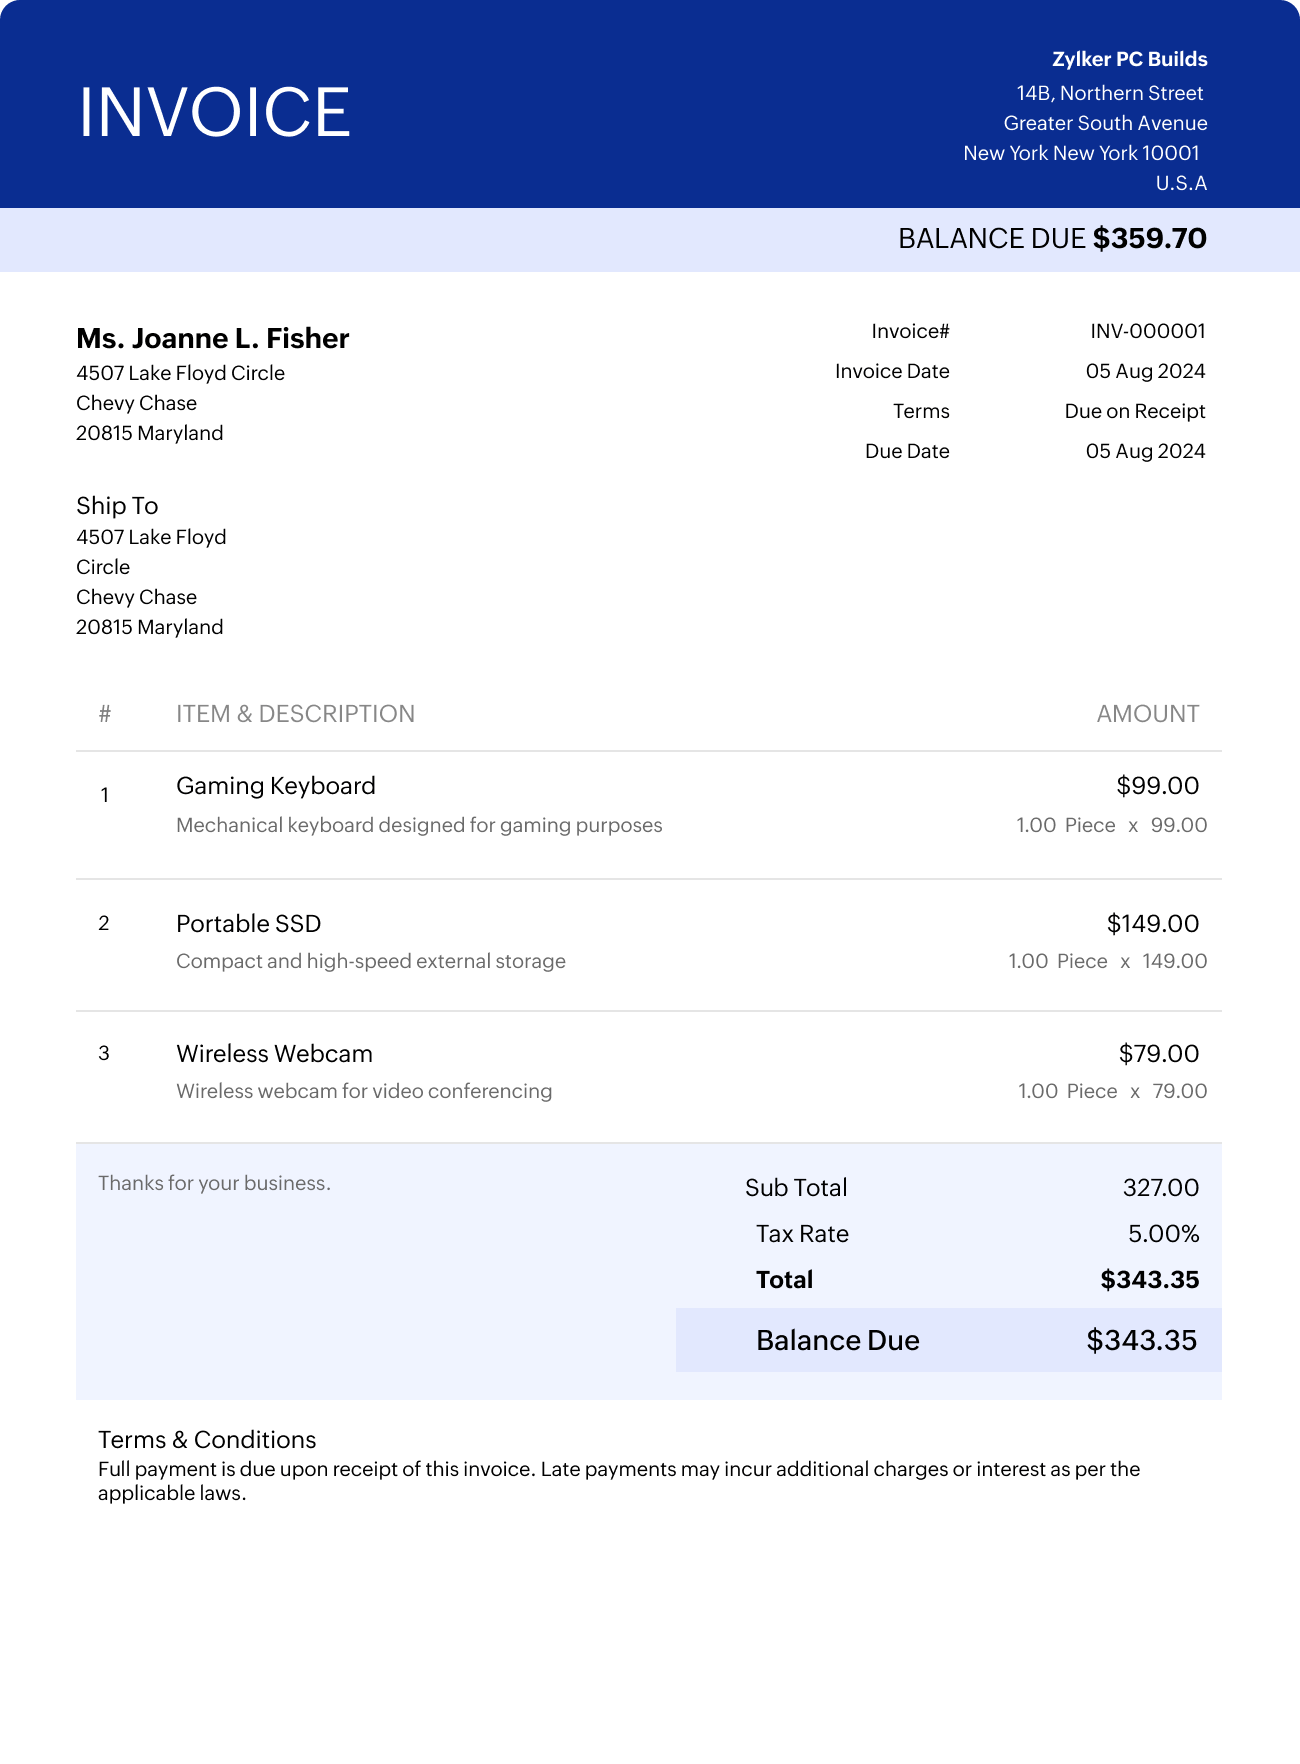 INVOICE
Zylker PC Builds
14B, Northern Street
Greater South Avenue
New York New York 10001
U.S.A
BALANCE DUE $359.70
Ms. Joanne L. Fisher
4507 Lake Floyd Circle
Chevy Chase
20815 Maryland
Invoice# INV-000001
Invoice Date 05 Aug 2024
Terms Due on Receipt
Due Date 05 Aug 2024
Ship To
4507 Lake Floyd
Circle
Chevy Chase
20815 Maryland
# ITEM & DESCRIPTION AMOUNT
1 Gaming Keyboard $99.00
Mechanical keyboard designed for gaming purposes 1.00 Piece x 99.00
2 Portable SSD $149.00
Compact and high-speed external storage 1.00 Piece x 149.00
3 Wireless Webcam $79.00
Wireless webcam for video conferencing 1.00 Piece x 79.00
Thanks for your business.
Sub Total 327.00
Tax Rate 5.00%
Total $343.35
Balance Due $343.35
Terms & Conditions
Full payment is due upon receipt of this invoice. Late payments may incur additional charges or interest as per the
applicable laws.